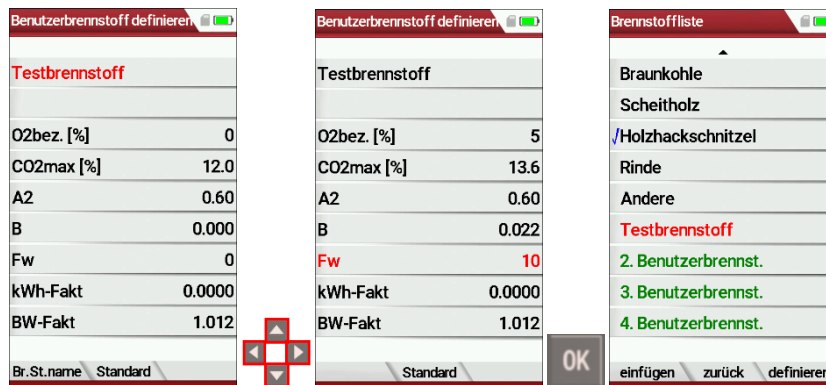 Benutzerbrennstoff definieren
Testbrennstoff
O2bez. [%] 0
CO2max [%] 12.0
A2 0.60
B 0.000
Fw 0
kWh-Fakt 0.0000
BW-Fakt 1.012
Br.St.name Standard
Benutzerbrennstoff definieren
Testbrennstoff
O2bez. [%] 5
CO2max [%] 13.6
A2 0.60
B 0.022
Fw 10
kWh-Fakt 0.0000
BW-Fakt 1.012
Standard
OK
Brennstoffliste
Braunkohle
Scheitholz
√Holzhackschnitzel
Rinde
Andere
Testbrennstoff
2. Benutzerbrennst.
3. Benutzerbrennst.
4. Benutzerbrennst.
einfügen zurück definieren